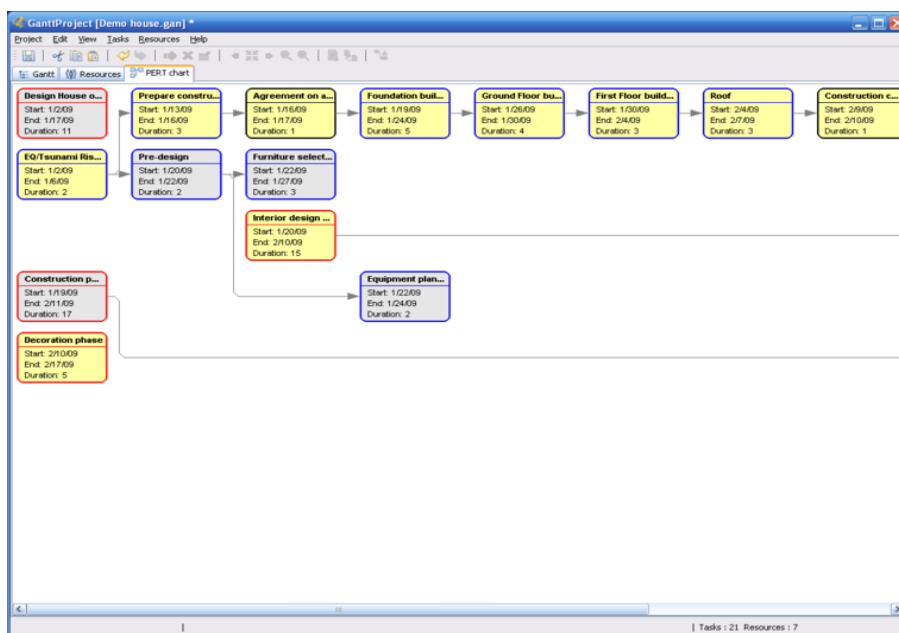 GanttProject [Demo house.gan] *
Project Edit View Tasks Resources Help
Gantt Resources PERT chart
Design House o...
Start: 1/2/09
End: 1/17/09
Duration: 11
Prepare constru...
Start: 1/13/09
End: 1/16/09
Duration: 3
Agreement on a...
Start: 1/16/09
End: 1/17/09
Duration: 1
Foundation buil...
Start: 1/19/09
End: 1/24/09
Duration: 5
Ground Floor bu...
Start: 1/26/09
End: 1/30/09
Duration: 4
First Floor build...
Start: 1/30/09
End: 2/4/09
Duration: 3
Roof
Start: 2/4/09
End: 2/7/09
Duration: 3
Construction c...
Start: 2/9/09
End: 2/10/09
Duration: 1
EQ/Tsunami Ris...
Start: 1/2/09
End: 1/6/09
Duration: 2
Pre-design
Start: 1/20/09
End: 1/22/09
Duration: 2
Furniture select...
Start: 1/22/09
End: 1/27/09
Duration: 3
Interior design ...
Start: 1/20/09
End: 2/10/09
Duration: 15
Construction p...
Start: 1/19/09
End: 2/11/09
Duration: 17
Equipment plan...
Start: 1/22/09
End: 1/24/09
Duration: 2
Decoration phase
Start: 2/10/09
End: 2/17/09
Duration: 5
Tasks : 21 Resources : 7